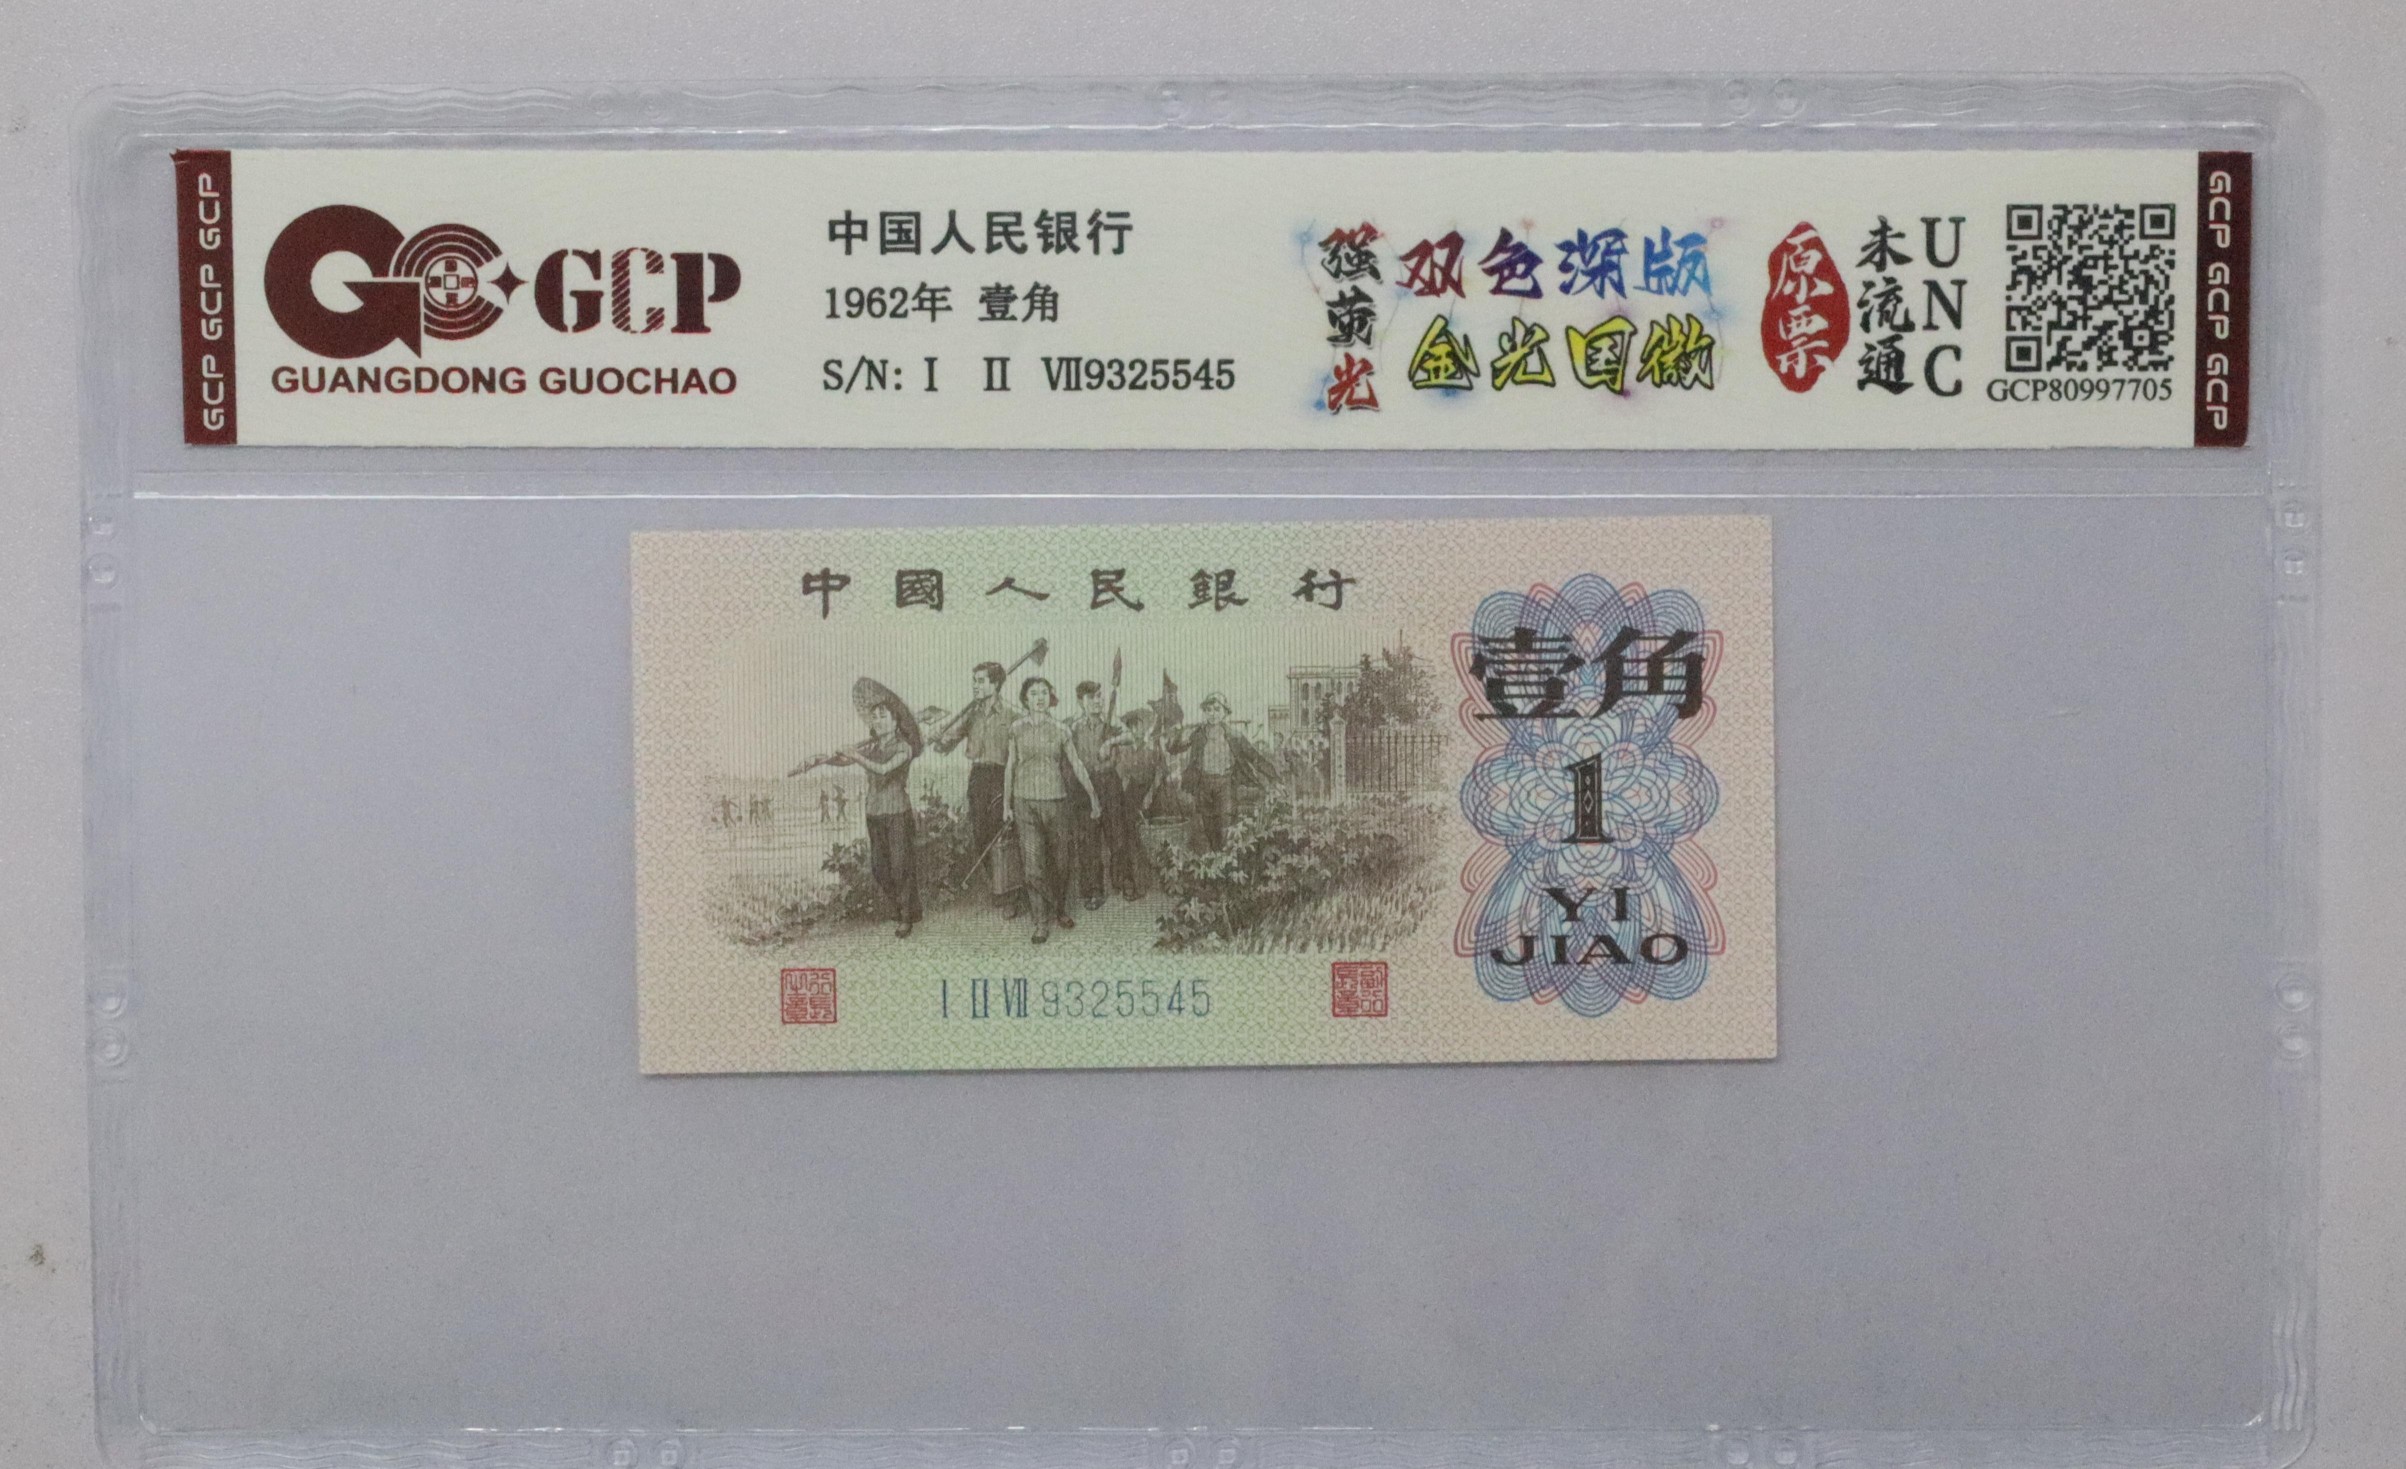 GCP GCP GCP
GCP
GUANGDONG GUOCHAO
中国人民银行
1962年 壹角
S/N: I II VII9325545
强荧光
双色深版
金光国徽
原票
未流通
UNC
GCP80997705
GCP GCP GCP
中國人民銀行
壹角
1
YI
JIAO
I II VII 9325545